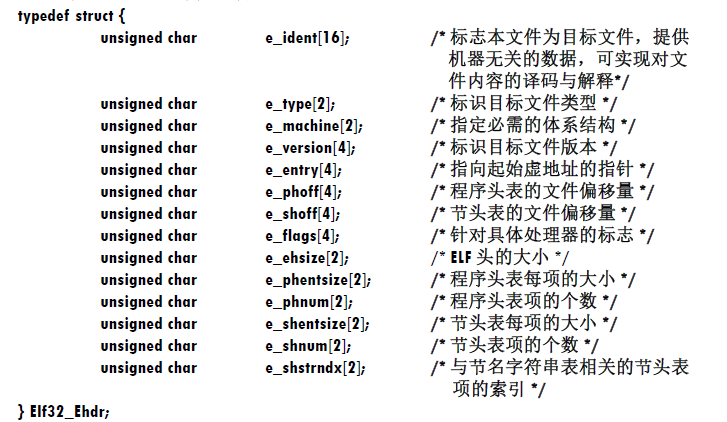 typedef struct {
unsigned char e_ident[16]; /* 标志本文件为目标文件，提供
机器无关的数据，可实现对文
件内容的译码与解释*/
unsigned char e_type[2]; /* 标识目标文件类型 */
unsigned char e_machine[2]; /* 指定必需的体系结构 */
unsigned char e_version[4]; /* 标识目标文件版本 */
unsigned char e_entry[4]; /* 指向起始虚地址的指针 */
unsigned char e_phoff[4]; /* 程序头表的文件偏移量 */
unsigned char e_shoff[4]; /* 节头表的文件偏移量 */
unsigned char e_flags[4]; /* 针对具体处理器的标志 */
unsigned char e_ehsize[2]; /* ELF 头的大小 */
unsigned char e_phentsize[2]; /* 程序头表每项的大小 */
unsigned char e_phnum[2]; /* 程序头表项的个数 */
unsigned char e_shentsize[2]; /* 节头表每项的大小 */
unsigned char e_shnum[2]; /* 节头表项的个数 */
unsigned char e_shstrndx[2]; /* 与节名字符串表相关的节头表
项的索引 */
} Elf32_Ehdr;